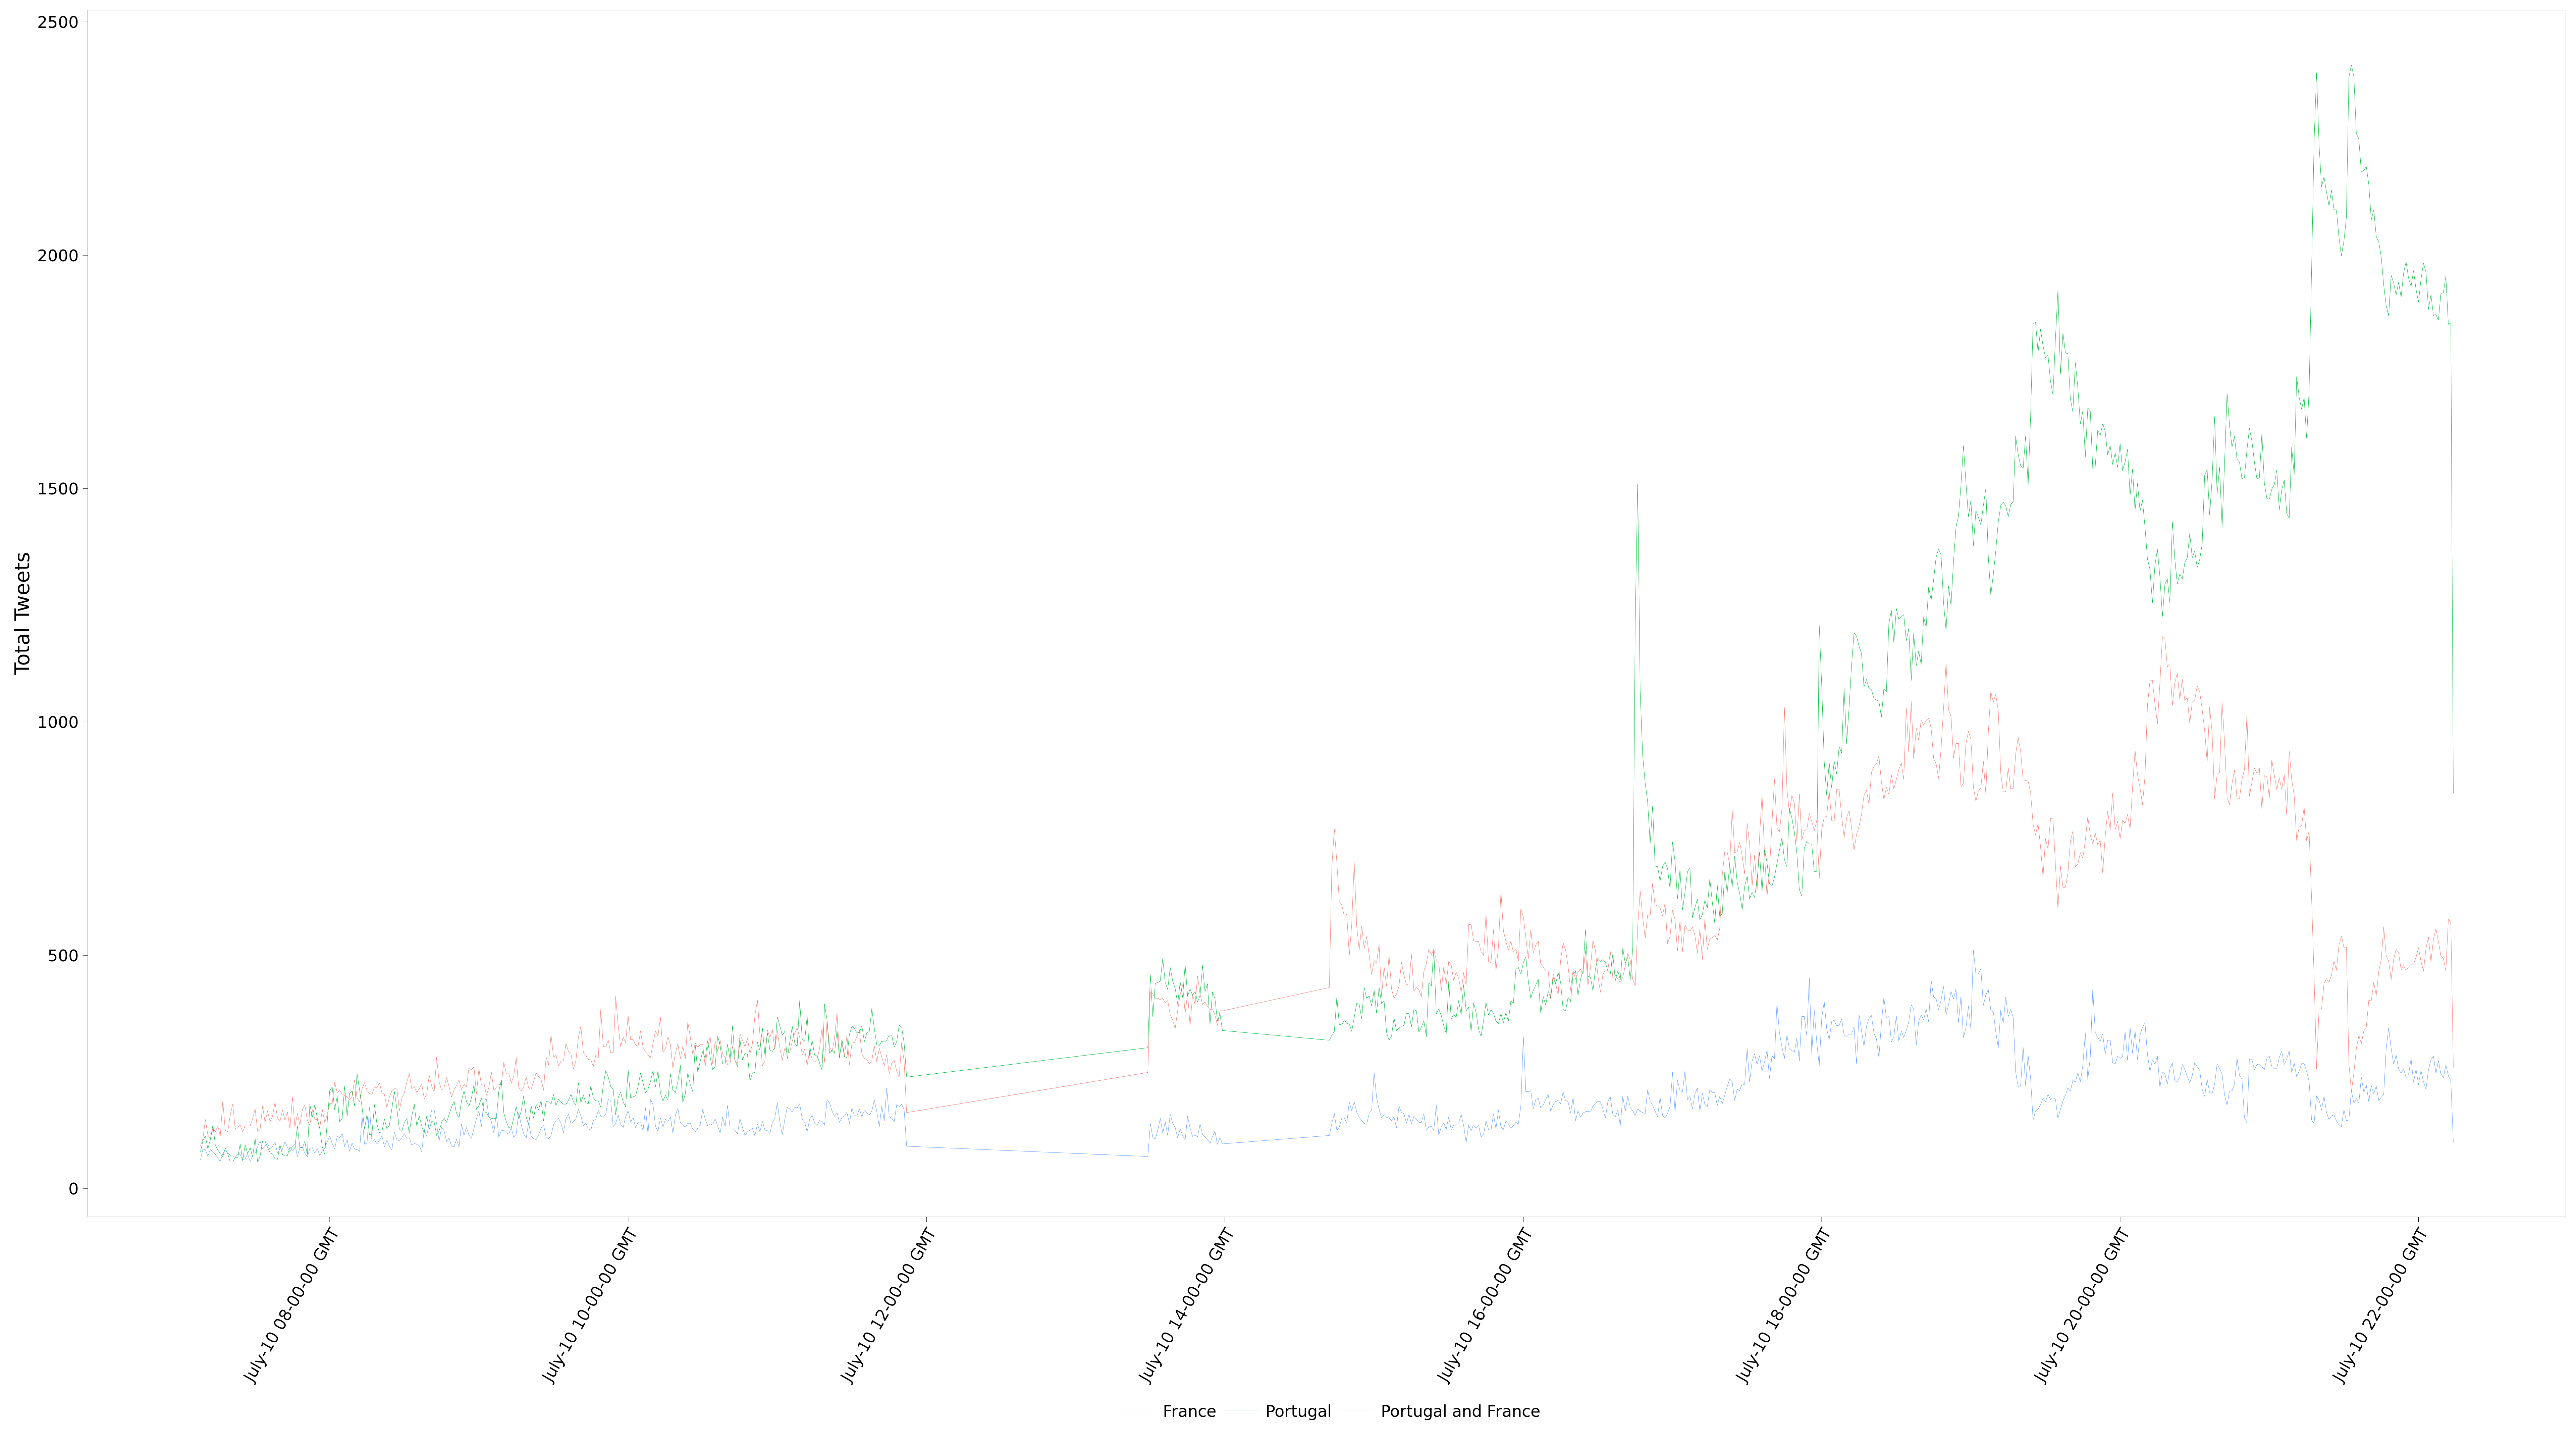 2500
2000
1500
1000
500
0
Total Tweets
July-10 08-00-00 GMT
July-10 10-00-00 GMT
July-10 12-00-00 GMT
July-10 14-00-00 GMT
July-10 16-00-00 GMT
July-10 18-00-00 GMT
July-10 20-00-00 GMT
July-10 22-00-00 GMT
France Portugal Portugal and France